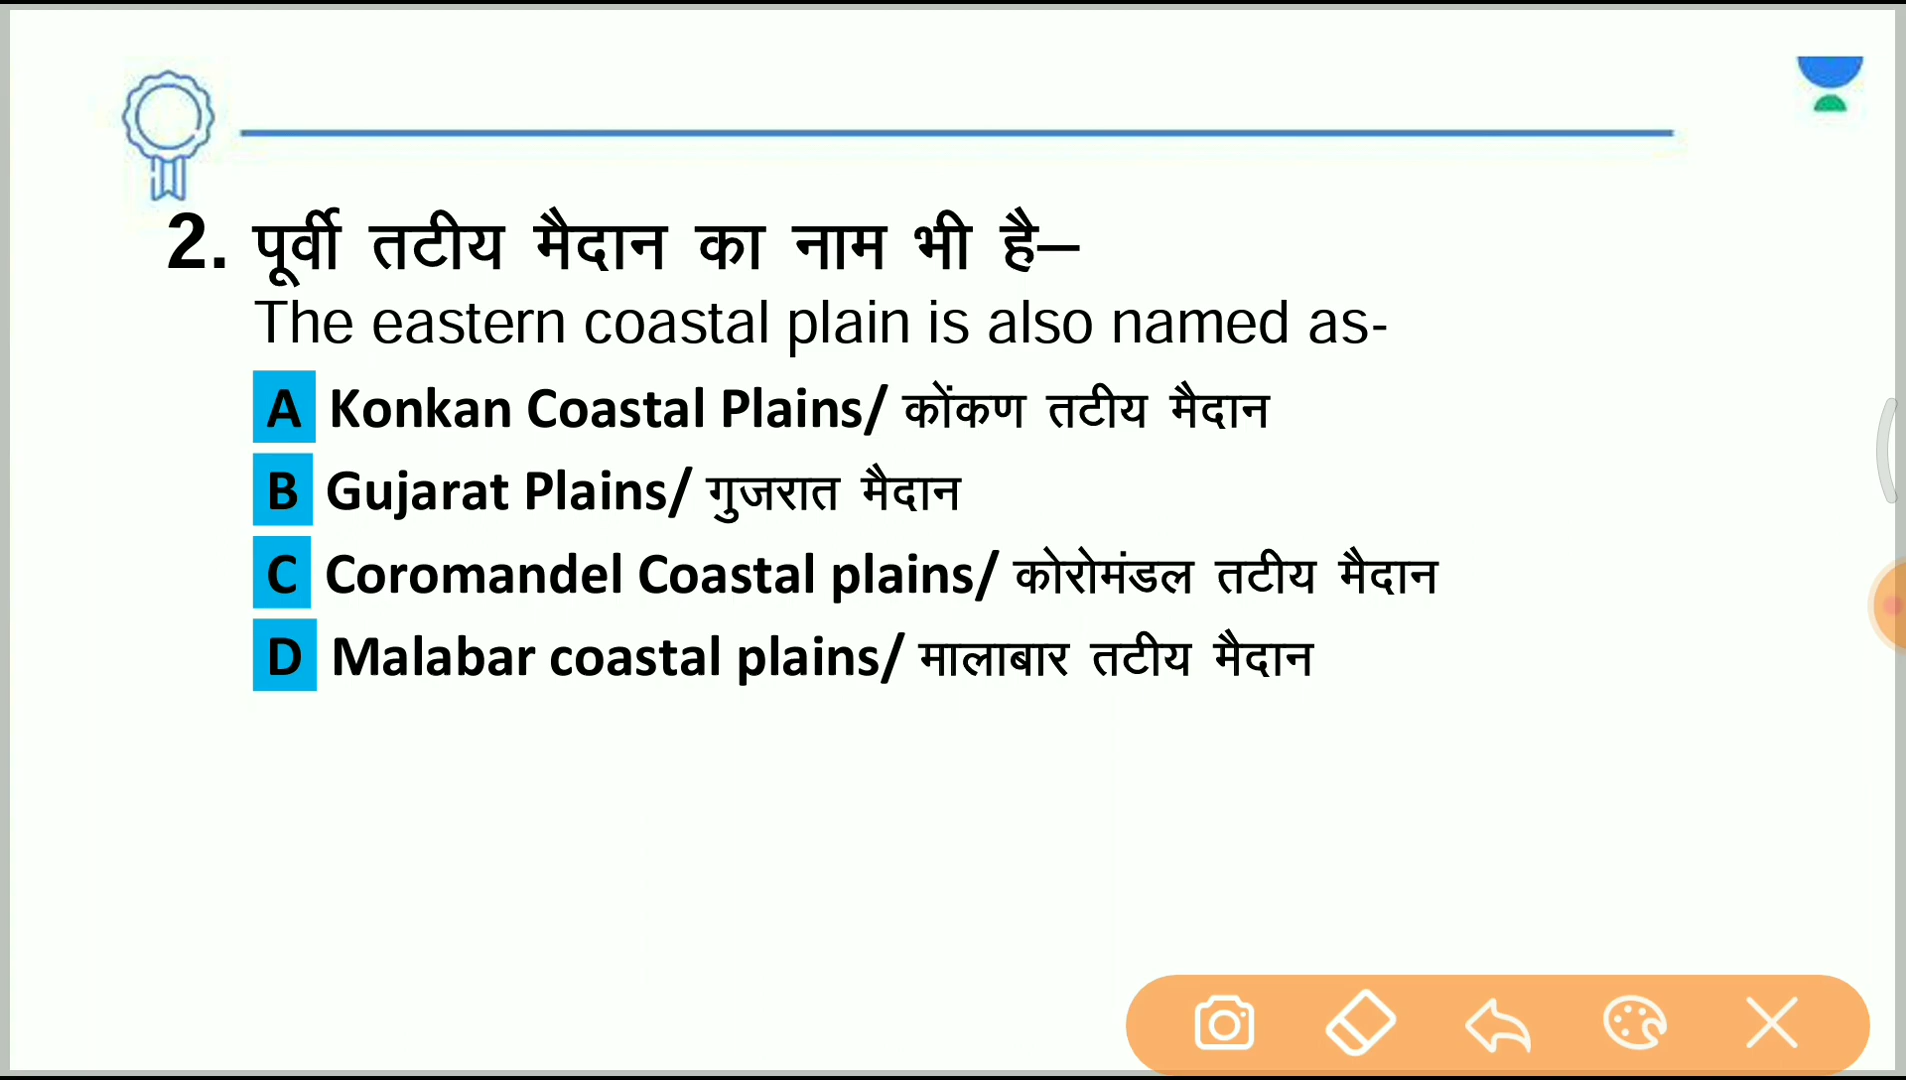 2. पूर्वी तटीय मैदान का नाम भी है–
The eastern coastal plain is also named as-
A Konkan Coastal Plains/ कोंकण तटीय मैदान
B Gujarat Plains/ गुजरात मैदान
C Coromandel Coastal plains/ कोरोमंडल तटीय मैदान
D Malabar coastal plains/ मालाबार तटीय मैदान